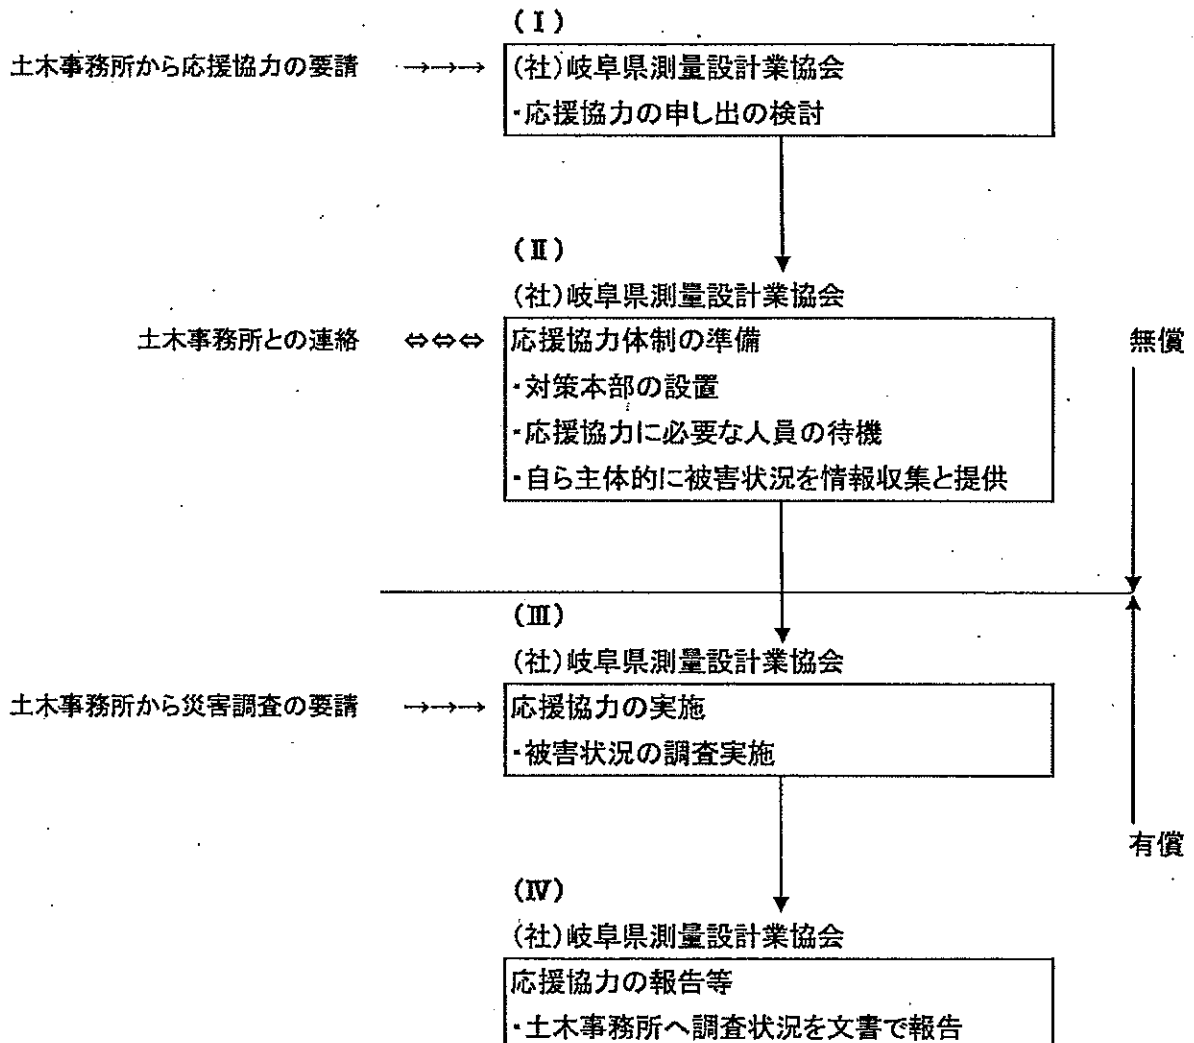 (Ⅰ)
土木事務所から応援協力の要請 →→→ (社)岐阜県測量設計業協会
・応援協力の申し出の検討
(Ⅱ)
(社)岐阜県測量設計業協会
土木事務所との連絡 ⇔⇔⇔ 応援協力体制の準備 無償
・対策本部の設置
・応援協力に必要な人員の待機
・自ら主体的に被害状況を情報収集と提供
(Ⅲ)
(社)岐阜県測量設計業協会
土木事務所から災害調査の要請 →→→ 応援協力の実施
・被害状況の調査実施
有償
(Ⅳ)
(社)岐阜県測量設計業協会
応援協力の報告等
・土木事務所へ調査状況を文書で報告